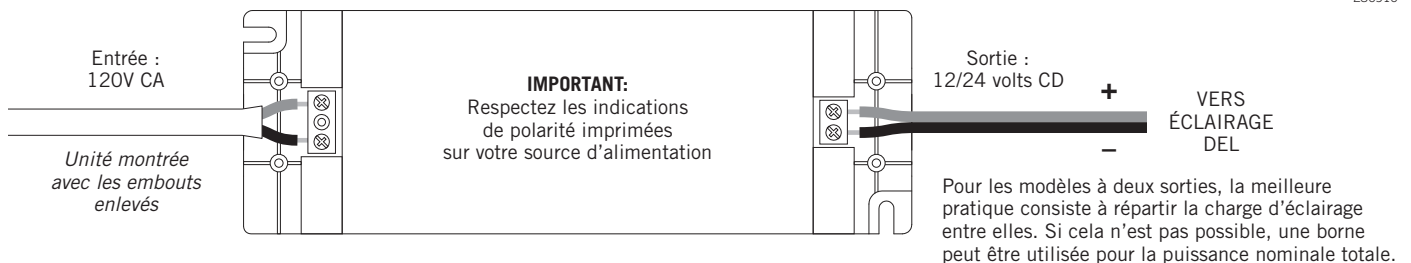 Entrée :
120V CA
Unité montrée
avec les embouts
enlevés
IMPORTANT:
Respectez les indications
de polarité imprimées
sur votre source d'alimentation
Sortie :
12/24 volts CD
+
–
VERS
ÉCLAIRAGE
DEL
Pour les modèles à deux sorties, la meilleure
pratique consiste à répartir la charge d'éclairage
entre elles. Si cela n'est pas possible, une borne
peut être utilisée pour la puissance nominale totale.